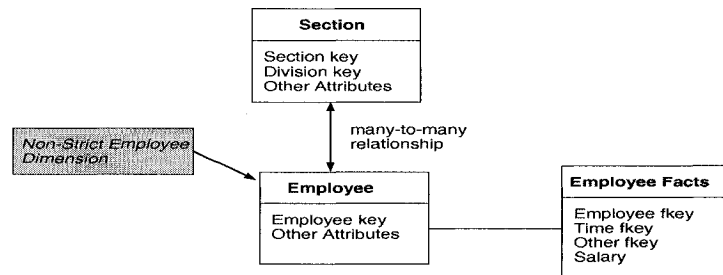 Section
Section key
Division key
Other Attributes
many-to-many
relationship
Non-Strict Employee
Dimension
Employee
Employee key
Other Attributes
Employee Facts
Employee fkey
Time fkey
Other fkey
Salary